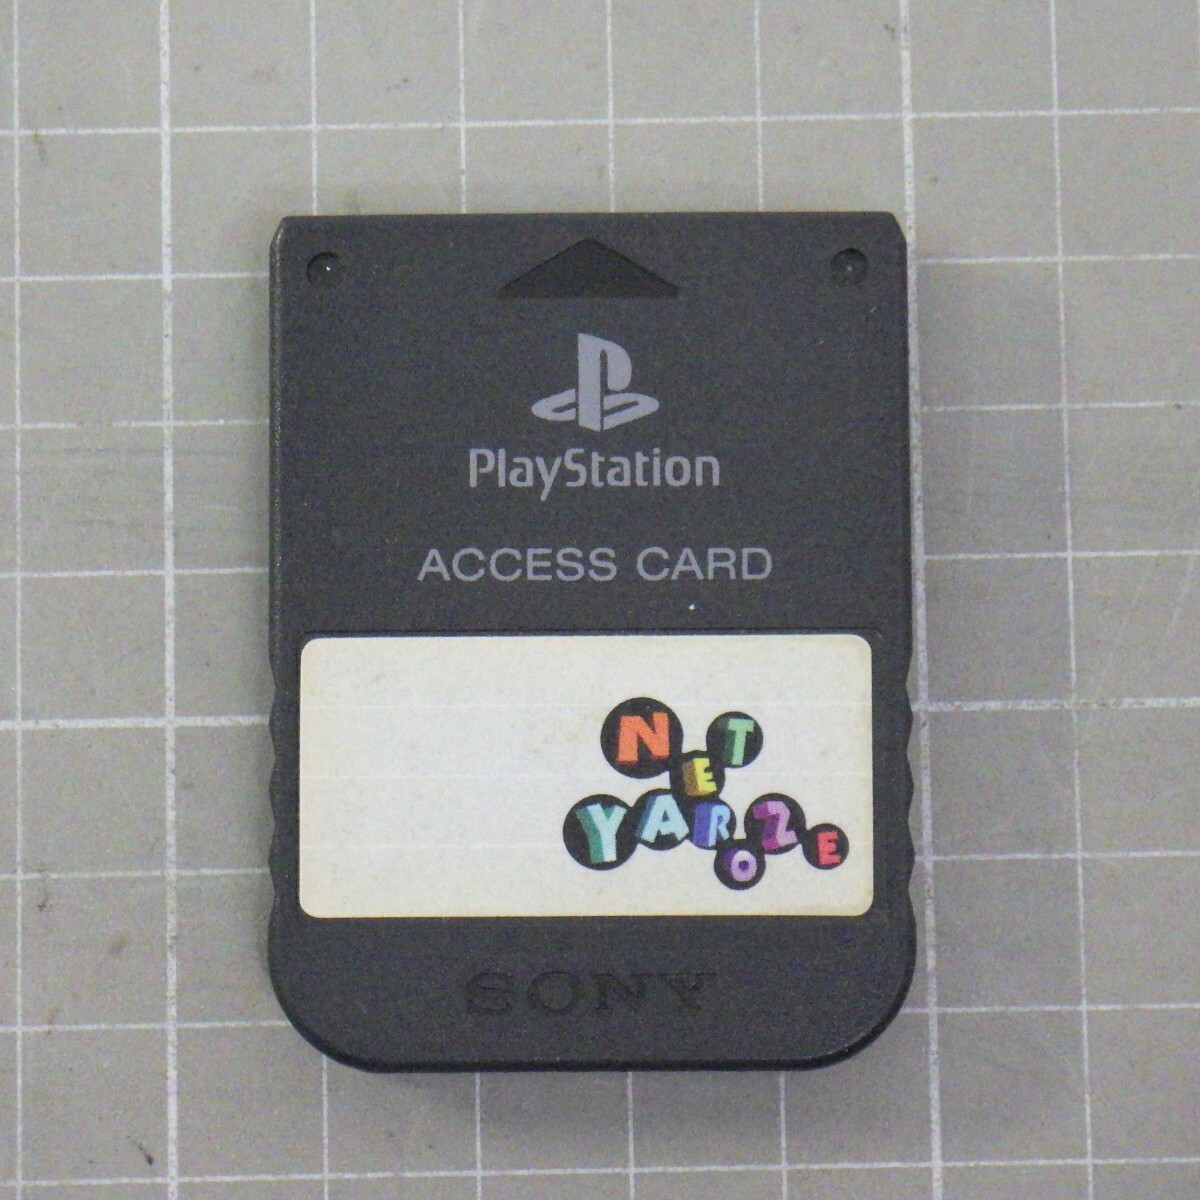 PlayStation
ACCESS CARD
NET
YAROZE
SONY